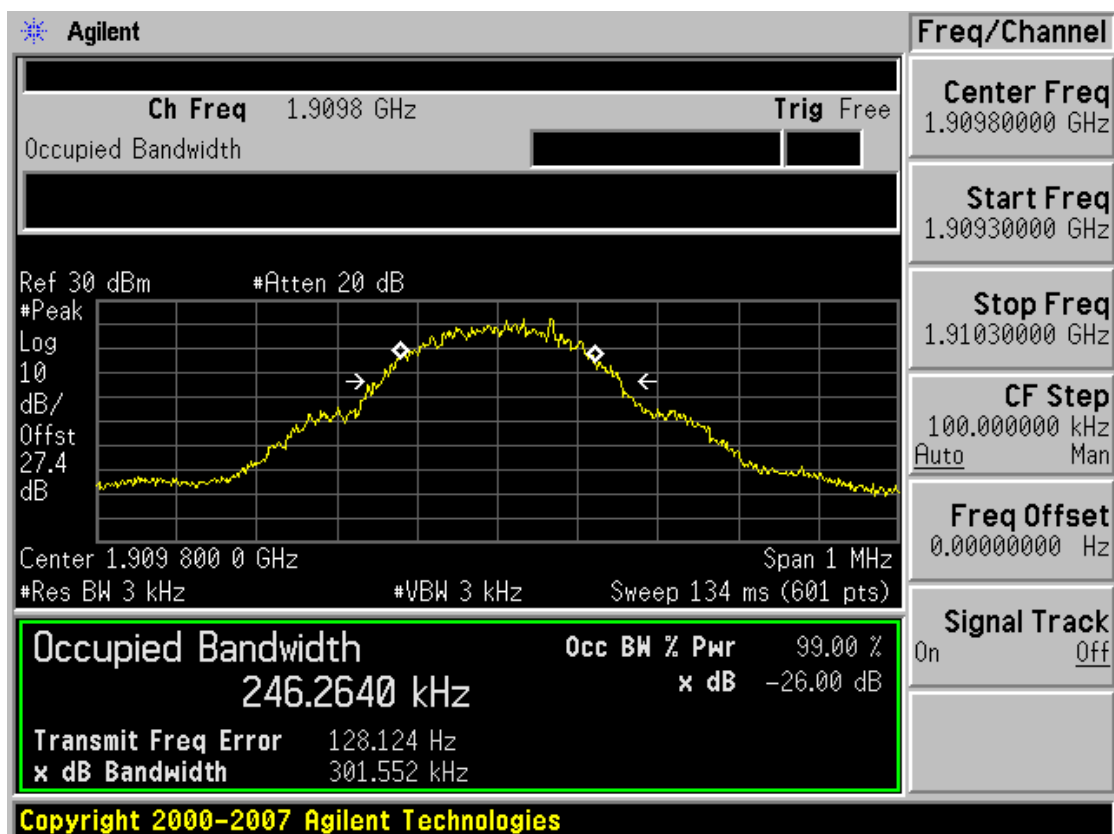 Agilent
Freq/Channel
Ch Freq 1.9098 GHz Trig Free
Occupied Bandwidth
Center Freq
1.90980000 GHz
Start Freq
1.90930000 GHz
Stop Freq
1.91030000 GHz
CF Step
100.000000 kHz
Auto Man
Freq Offset
0.00000000 Hz
Signal Track
On Off
Ref 30 dBm #Atten 20 dB
#Peak
Log
10
dB/
Offst
27.4
dB
Center 1.909 800 0 GHz Span 1 MHz
#Res BW 3 kHz #VBW 3 kHz Sweep 134 ms (601 pts)
Occupied Bandwidth Occ BW % Pwr 99.00 %
246.2640 kHz x dB -26.00 dB
Transmit Freq Error 128.124 Hz
x dB Bandwidth 301.552 kHz
Copyright 2000-2007 Agilent Technologies